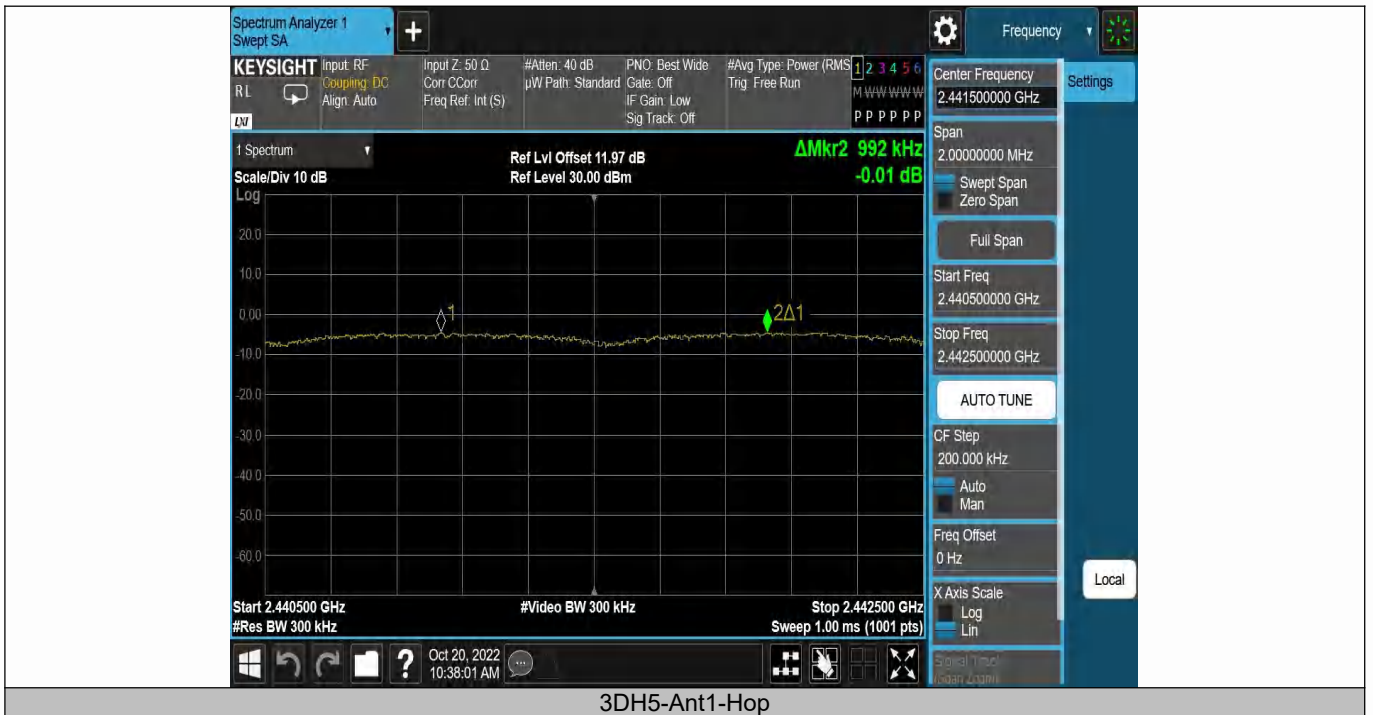 Spectrum Analyzer 1
Swept SA
+
Frequency
KEYSIGHT
RL
LXI
Input: RF
Coupling: DC
Align: Auto
Input Z: 50 Ω
Corr CCorr
Freq Ref: Int (S)
#Atten: 40 dB
µW Path: Standard
PNO: Best Wide
Gate: Off
IF Gain: Low
Sig Track: Off
#Avg Type: Power (RMS
Trig: Free Run
1 2 3 4 5 6
M W W W W W
P P P P P P
1 Spectrum
Scale/Div 10 dB
Log
Ref Lvl Offset 11.97 dB
Ref Level 30.00 dBm
ΔMkr2 992 kHz
-0.01 dB
20.0
10.0
0.00
-10.0
-20.0
-30.0
-40.0
-50.0
-60.0
1
2Δ1
Start 2.440500 GHz
#Res BW 300 kHz
#Video BW 300 kHz
Stop 2.442500 GHz
Sweep 1.00 ms (1001 pts)
Center Frequency
2.441500000 GHz
Settings
Span
2.00000000 MHz
Swept Span
Zero Span
Full Span
Start Freq
2.440500000 GHz
Stop Freq
2.442500000 GHz
AUTO TUNE
CF Step
200.000 kHz
Auto
Man
Freq Offset
0 Hz
X Axis Scale
Log
Lin
Signal Track
(Span Zoom)
Local
?
Oct 20, 2022
10:38:01 AM
3DH5-Ant1-Hop